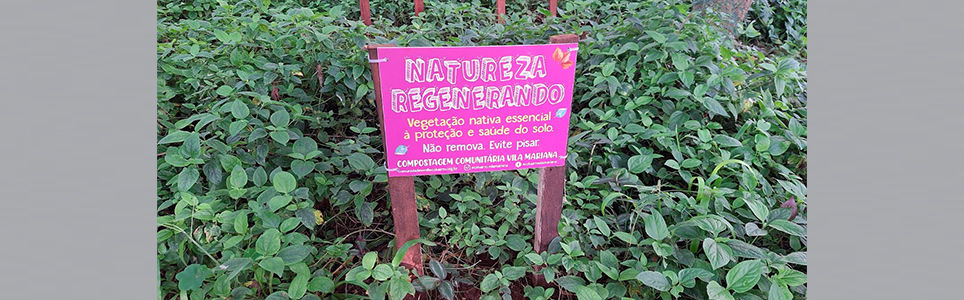 NATUREZA
REGENERANDO
Vegetação nativa essencial
à proteção e saúde do solo.
Não remova. Evite pisar.
COMPOSTAGEM COMUNITÁRIA VILA MARIANA